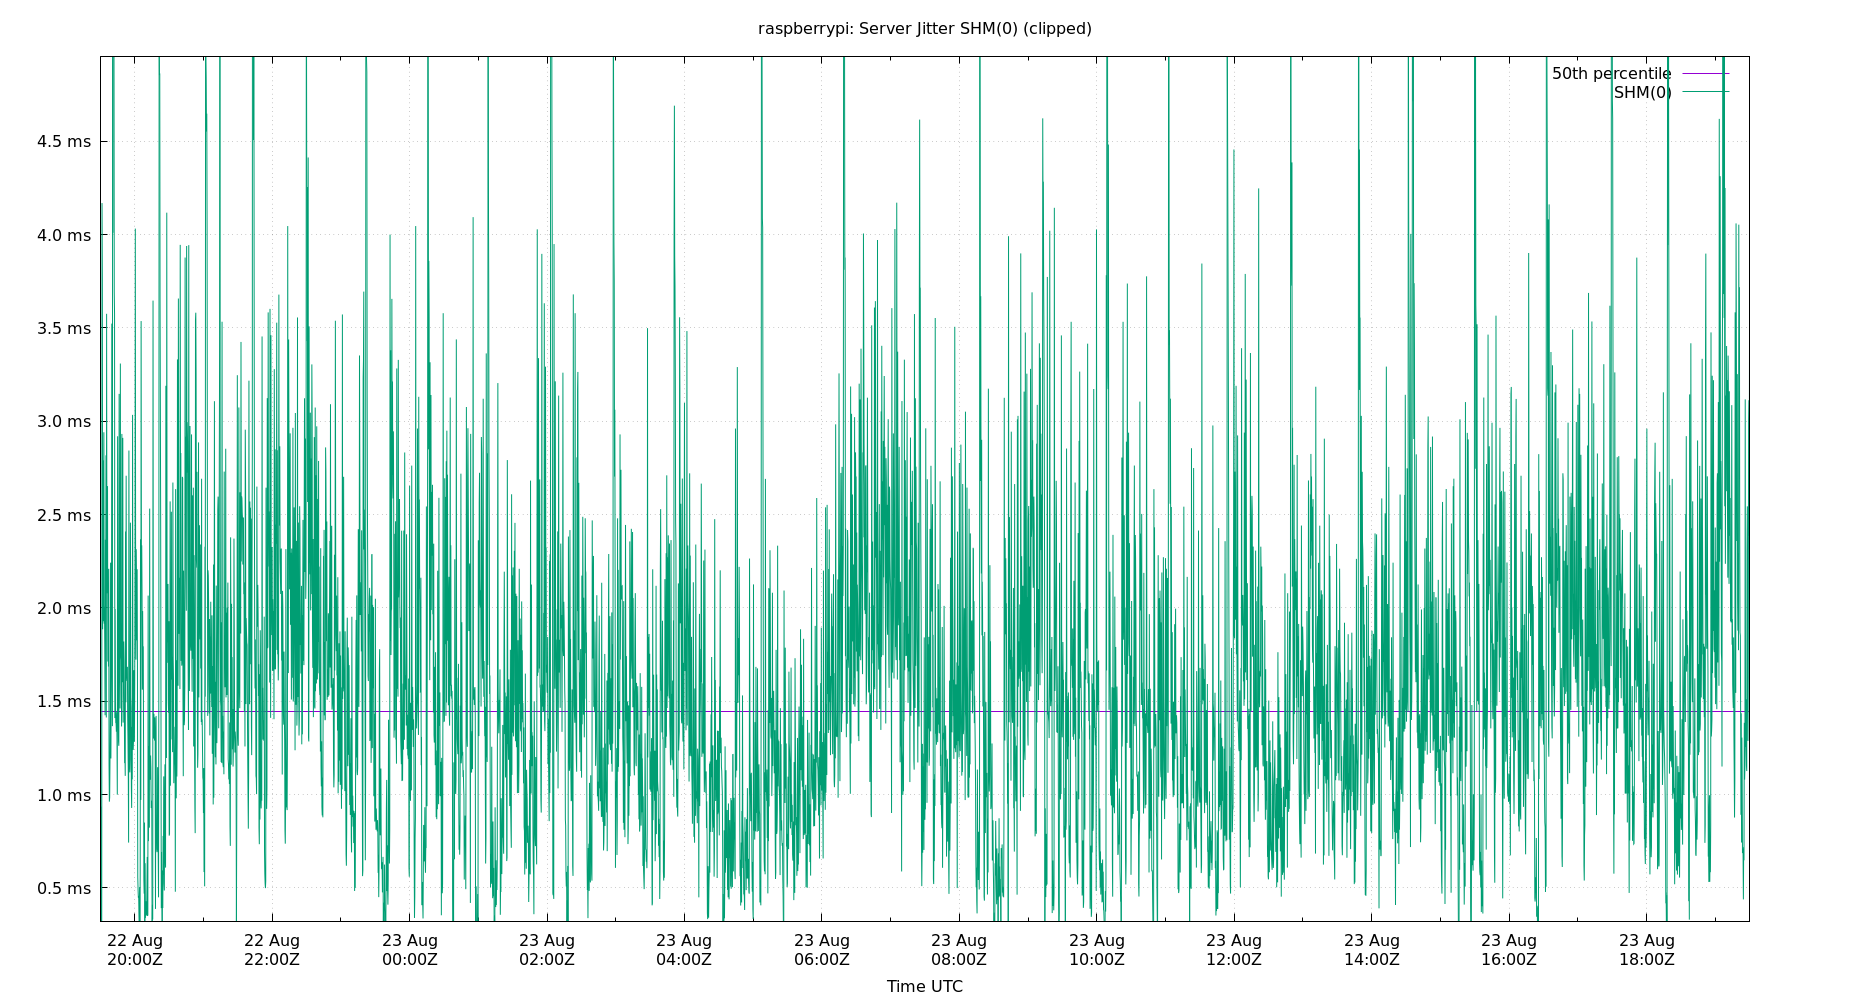 raspberrypi: Server Jitter SHM(0) (clipped)
50th percentile
SHM(0)
4.5 ms
4.0 ms
3.5 ms
3.0 ms
2.5 ms
2.0 ms
1.5 ms
1.0 ms
0.5 ms
22 Aug 22 Aug 23 Aug 23 Aug 23 Aug 23 Aug 23 Aug 23 Aug 23 Aug 23 Aug 23 Aug 23 Aug
20:00Z 22:00Z 00:00Z 02:00Z 04:00Z 06:00Z 08:00Z 10:00Z 12:00Z 14:00Z 16:00Z 18:00Z
Time UTC